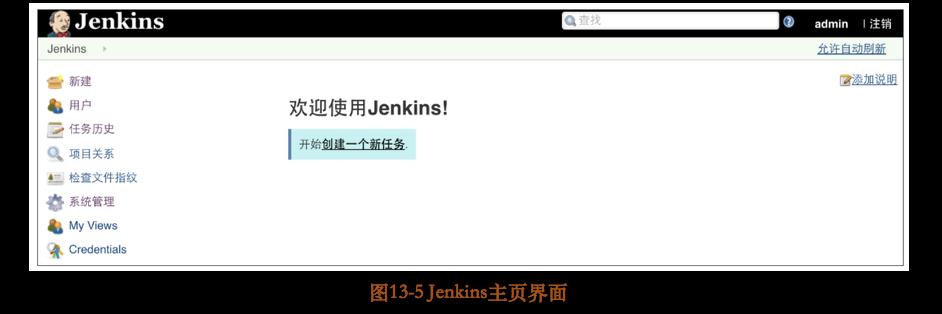 Jenkins
查找
admin | 注销
Jenkins
允许自动刷新
添加说明
新建
用户
任务历史
项目关系
检查文件指纹
系统管理
My Views
Credentials
欢迎使用Jenkins!
开始创建一个新任务.
图13-5 Jenkins主页界面